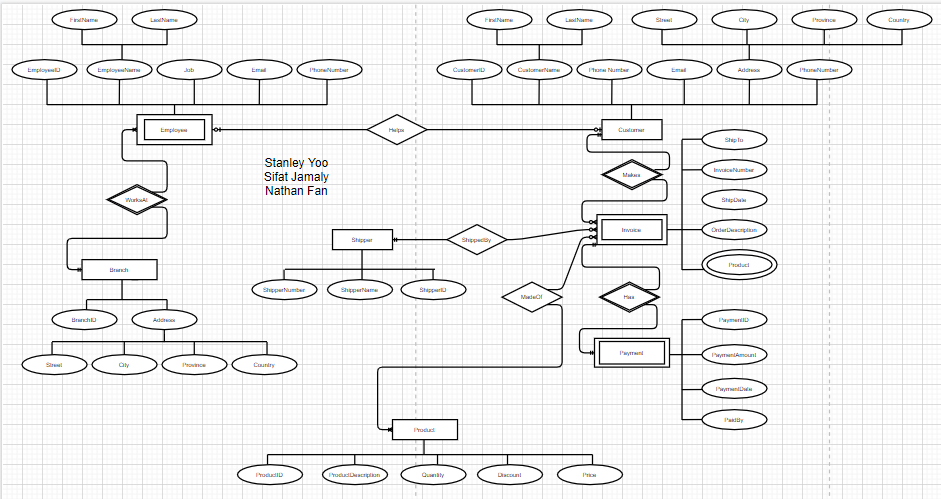 FirstName LastName FirstName LastName Street City Province Country
EmployeeID EmployeeName Job Email PhoneNumber CustomerID CustomerName Phone Number Email Address PhoneNumber
Employee Helps Customer
ShipTo
Stanley Yoo
Sifat Jamaly
Nathan Fan
Makes InvoiceNumber
WorksAt ShipDate
Shipper ShippedBy Invoice OrderDescription
Branch Product
ShipperNumber ShipperName ShipperID MadeOf Has
BranchID Address PaymentID
Payment PaymentAmount
Street City Province Country
PaymentDate
PaidBy
Product
ProductID ProductDescription Quantity Discount Price